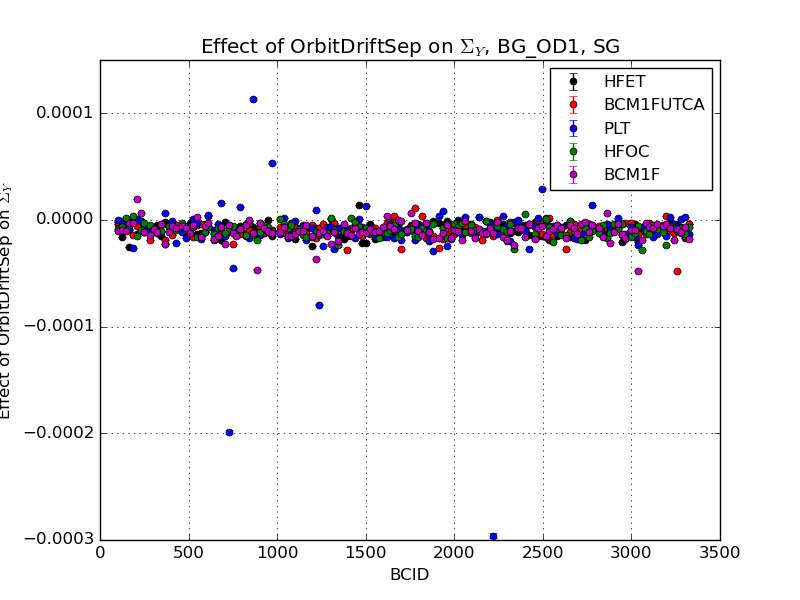 Effect of OrbitDriftSep on Σ_Y, BG_OD1, SG
Effect of OrbitDriftSep on Σ_Y
0.0001
0.0000
−0.0001
−0.0002
−0.0003
HFET
BCM1FUTCA
PLT
HFOC
BCM1F
0 500 1000 1500 2000 2500 3000 3500
BCID